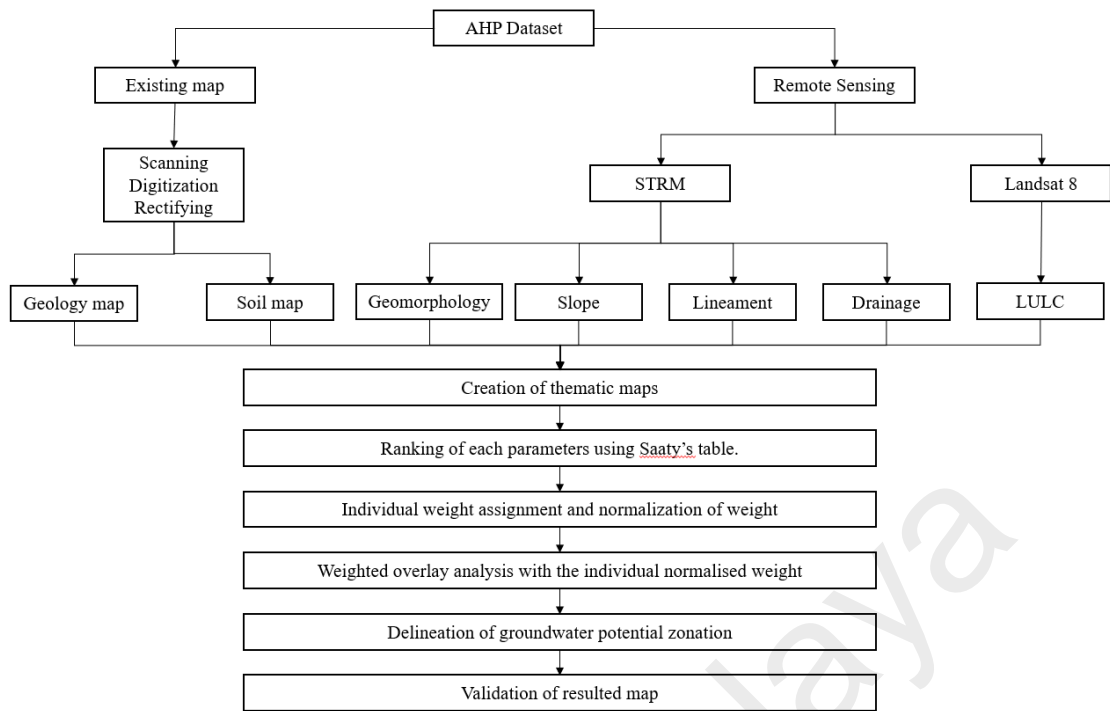 AHP Dataset
Existing map
Remote Sensing
Scanning
Digitization
Rectifying
STRM
Landsat 8
Geology map
Soil map
Geomorphology
Slope
Lineament
Drainage
LULC
Creation of thematic maps
Ranking of each parameters using Saaty's table.
Individual weight assignment and normalization of weight
Weighted overlay analysis with the individual normalised weight
Delineation of groundwater potential zonation
Validation of resulted map
laya